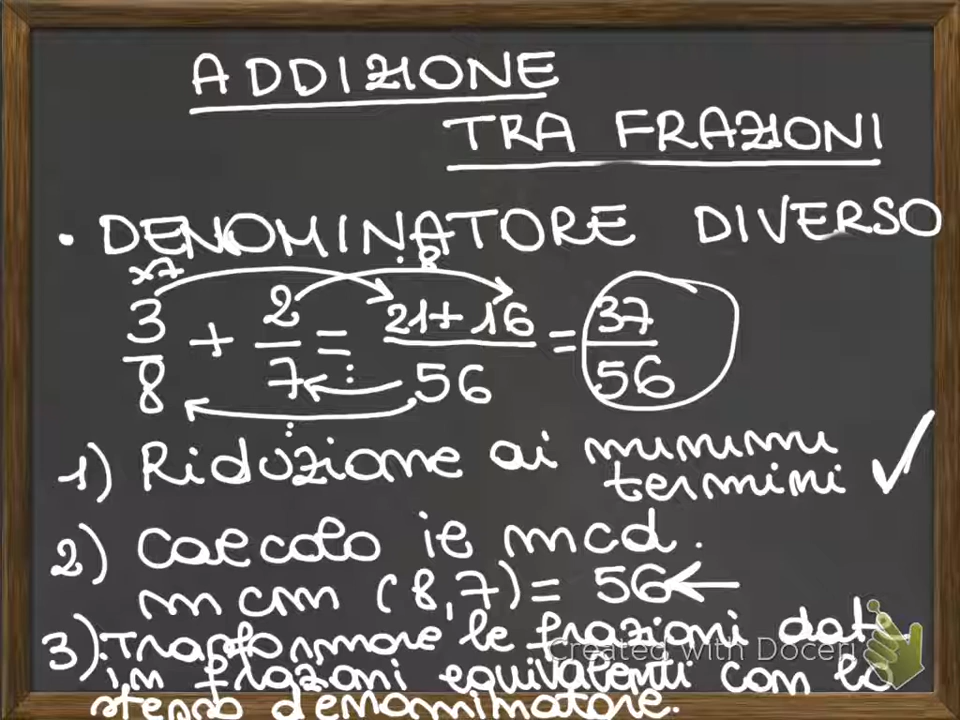 ADDIZIONE
TRA FRAZIONI
• DENOMINATORE DIVERSO
x7 · 8
3/8 + 2/7 = (21+16)/56 = 37/56
: :
1) Riduzione ai minimi
termini ✓
2) Calcolo il mcd.
mcm (8,7) = 56 ←
3) Trasformare le frazioni date
in frazioni equivalenti con lo
stesso denominatore.
Created with Doceri